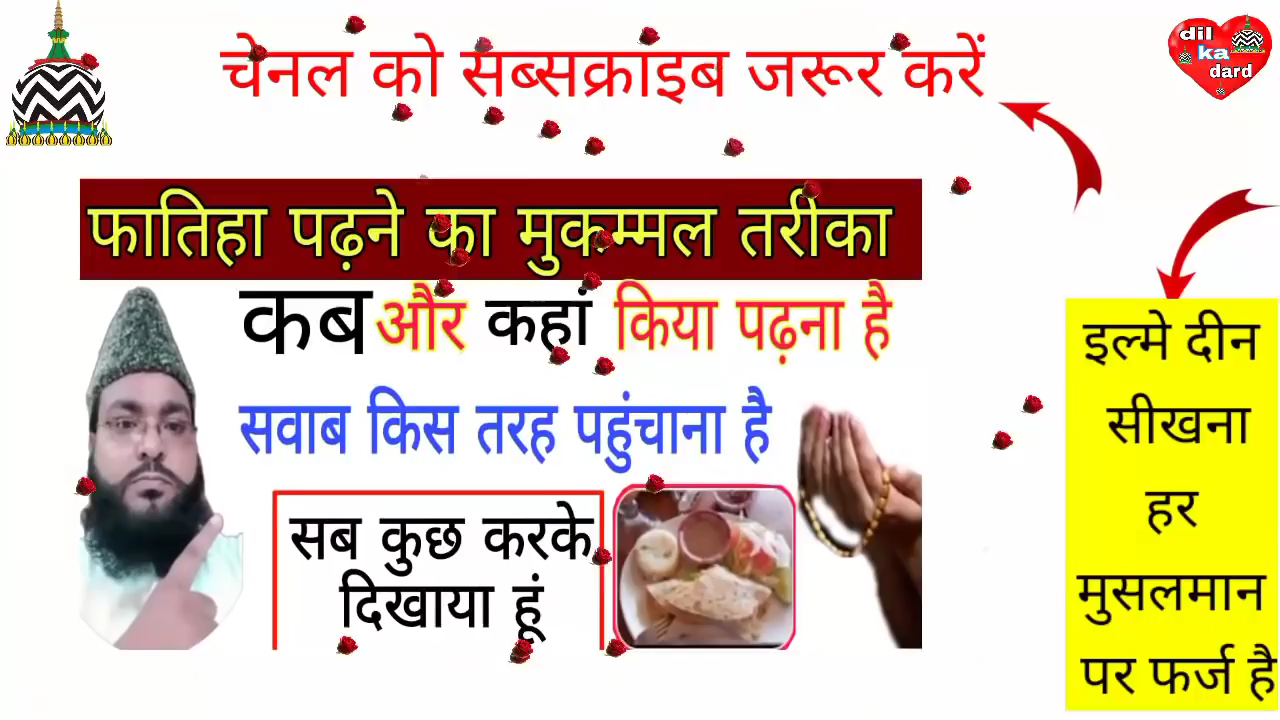 चेनल को सब्सक्राइब जरूर करें
dil
ka
dard
फातिहा पढ़ने का मुकम्मल तरीका
कब और कहां किया पढ़ना है
सवाब किस तरह पहुंचाना है
सब कुछ करके
दिखाया हूं
इल्मे दीन
सीखना
हर
मुसलमान
पर फर्ज है